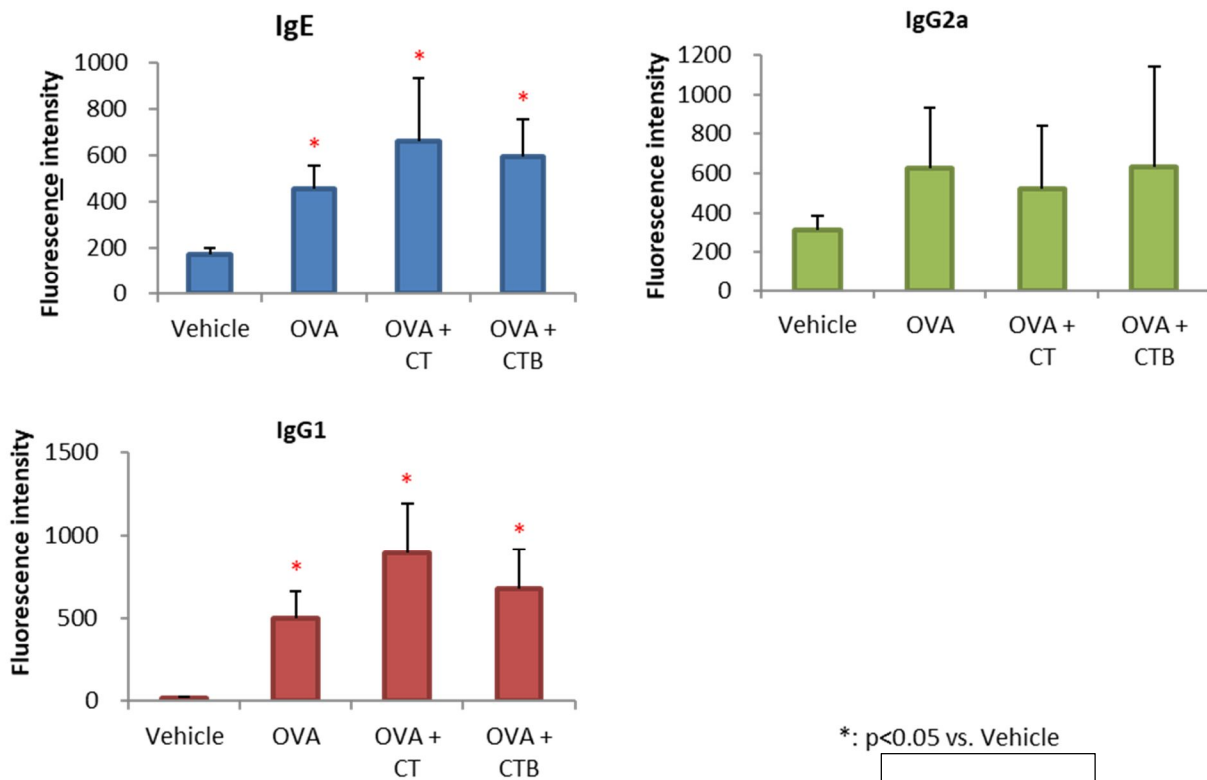 IgE
Fluorescence intensity
1000
800
600
400
200
0
*
*
*
Vehicle
OVA
OVA +
CT
OVA +
CTB
IgG2a
Fluorescence intensity
1200
1000
800
600
400
200
0
Vehicle
OVA
OVA +
CT
OVA +
CTB
IgG1
Fluorescence intensity
1500
1000
500
0
*
*
*
Vehicle
OVA
OVA +
CT
OVA +
CTB
*: p<0.05 vs. Vehicle